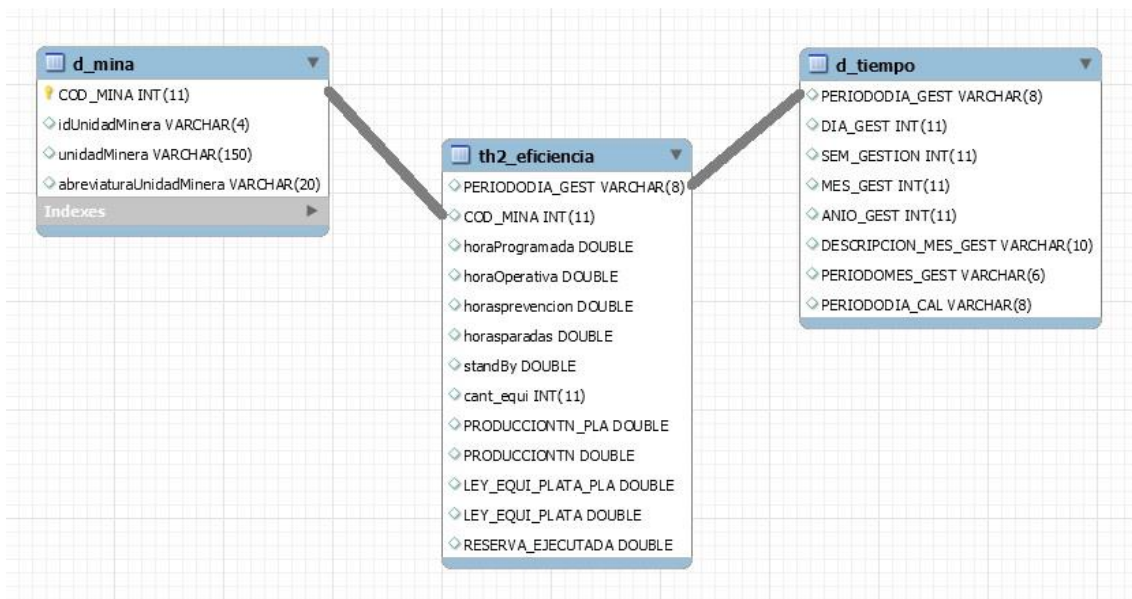 d_mina
COD_MINA INT(11)
idUnidadMinera VARCHAR(4)
unidadMinera VARCHAR(150)
abreviaturaUnidadMinera VARCHAR(20)
Indexes
th2_eficiencia
PERIODODIA_GEST VARCHAR(8)
COD_MINA INT(11)
horaProgramada DOUBLE
horaOperativa DOUBLE
horasprevencion DOUBLE
horasparadas DOUBLE
standBy DOUBLE
cant_equi INT(11)
PRODUCCIONTN_PLA DOUBLE
PRODUCCIONTN DOUBLE
LEY_EQUI_PLATA_PLA DOUBLE
LEY_EQUI_PLATA DOUBLE
RESERVA_EJECUTADA DOUBLE
d_tiempo
PERIODODIA_GEST VARCHAR(8)
DIA_GEST INT(11)
SEM_GESTION INT(11)
MES_GEST INT(11)
ANIO_GEST INT(11)
DESCRIPCION_MES_GEST VARCHAR(10)
PERIODOMES_GEST VARCHAR(6)
PERIODODIA_CAL VARCHAR(8)